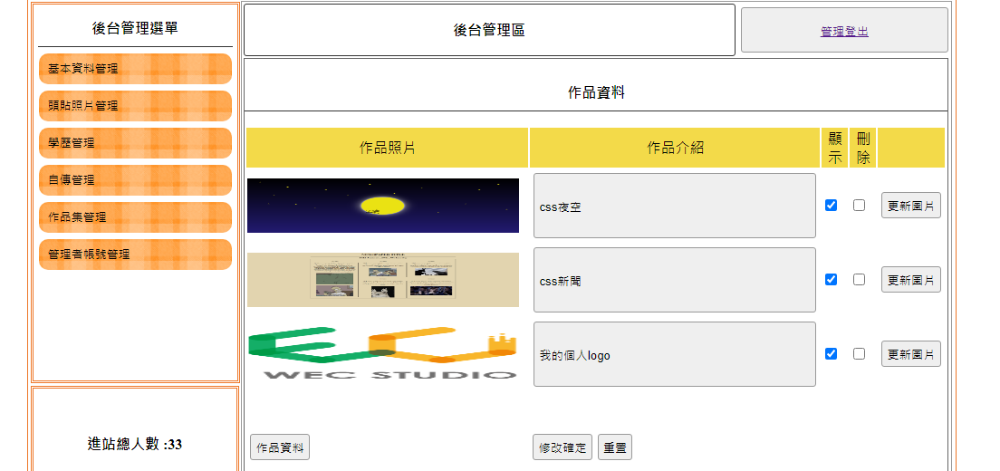 後台管理選單
基本資料管理
頭貼照片管理
學歷管理
自傳管理
作品集管理
管理者帳號管理
進站總人數 :33
後台管理區
管理登出
作品資料
作品照片 作品介紹 顯示 刪除
css夜空 更新圖片
NEWSPAPER TITLE
css新聞 更新圖片
WEC STUDIO
我的個人logo 更新圖片
作品資料 修改確定 重置